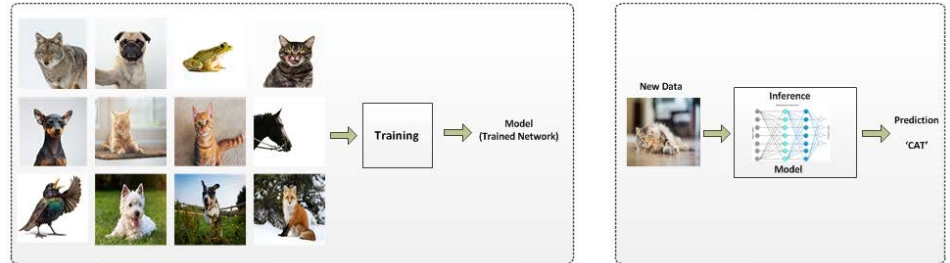 Training
Model
(Trained Network)
New Data
Inference
Model
Prediction
'CAT'